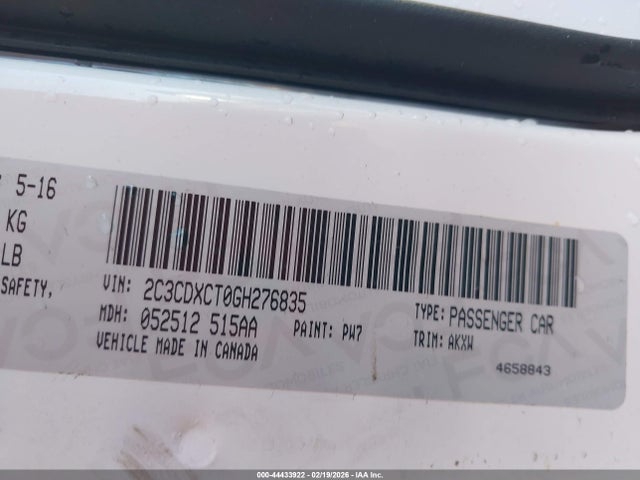 5-16
KG
LB
SAFETY,
VIN: 2C3CDXCT0GH276835
MDH: 052512 515AA
PAINT: PW7
VEHICLE MADE IN CANADA
TYPE: PASSENGER CAR
TRIM: AKXW
4658843
000-44433922 - 02/19/2026 - IAA Inc.